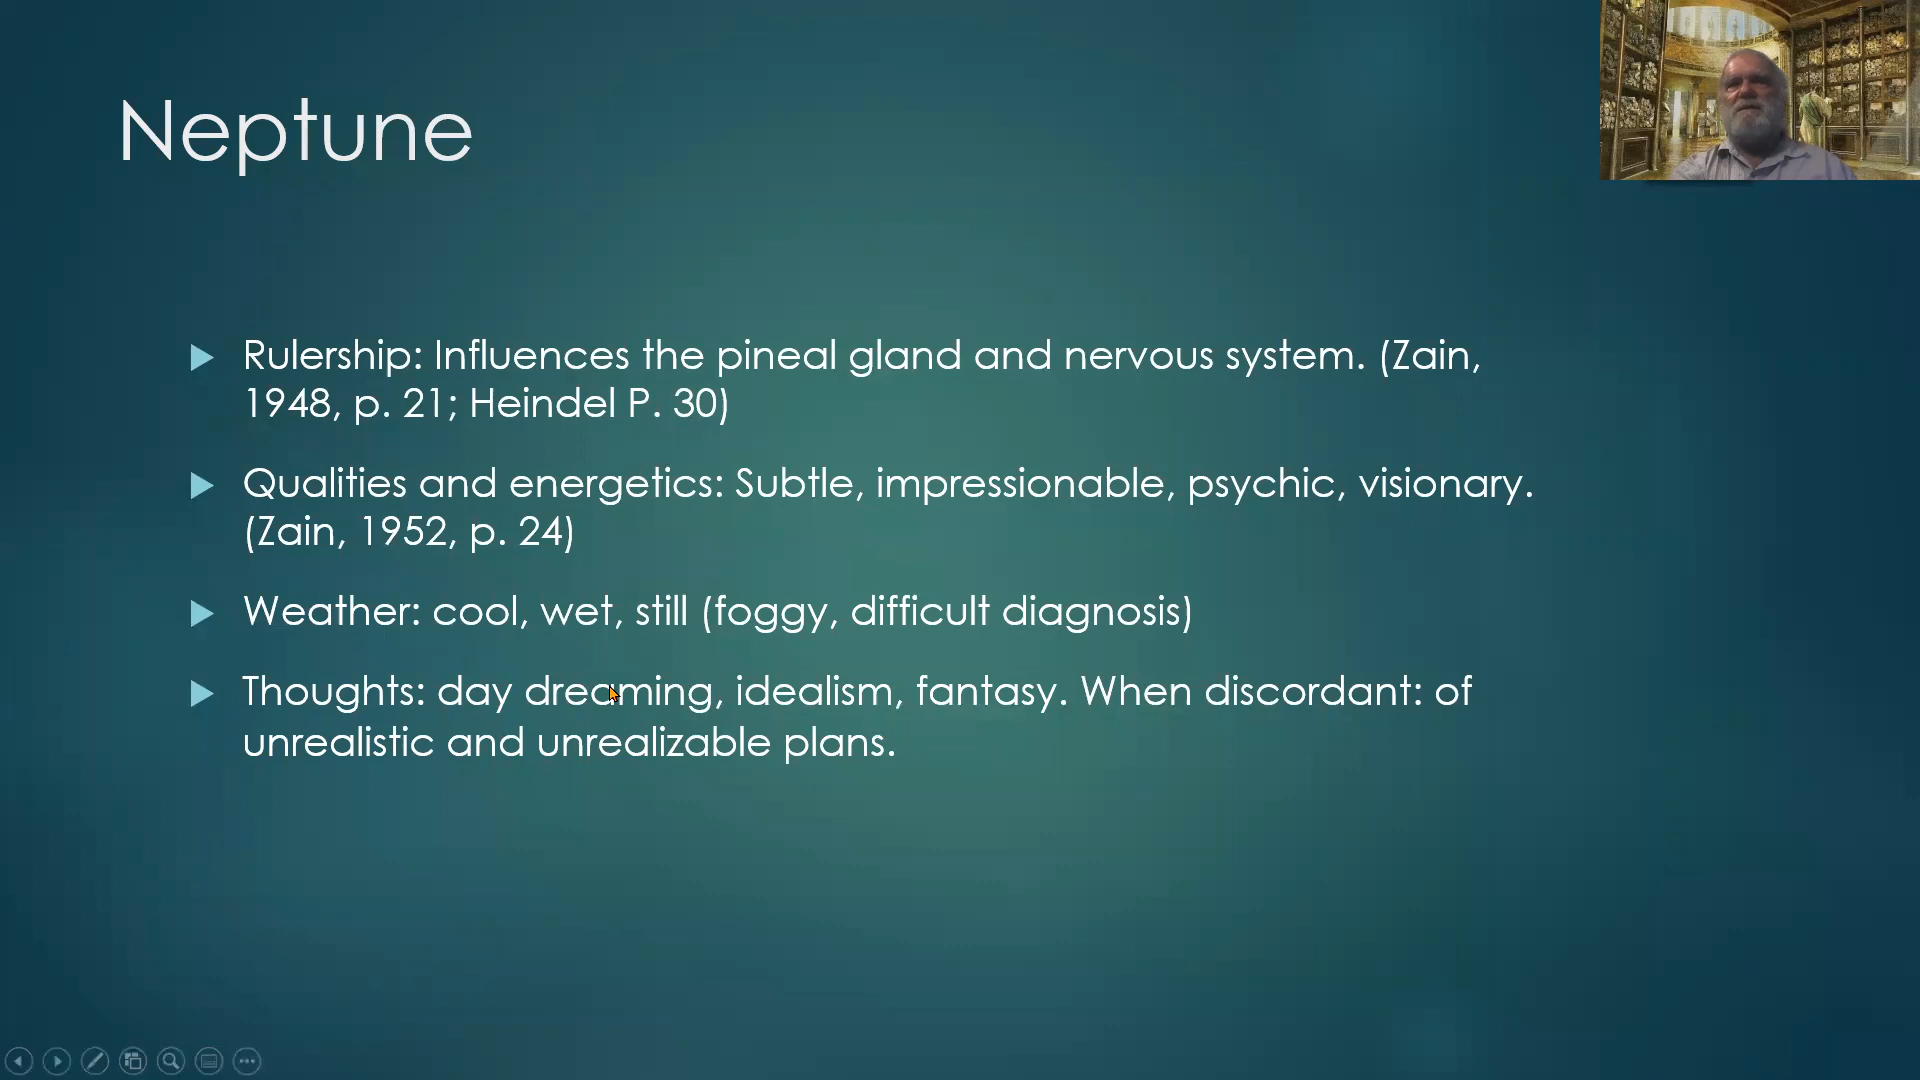 Neptune
Rulership: Influences the pineal gland and nervous system. (Zain,
1948, p. 21; Heindel P. 30)
Qualities and energetics: Subtle, impressionable, psychic, visionary.
(Zain, 1952, p. 24)
Weather: cool, wet, still (foggy, difficult diagnosis)
Thoughts: day dreaming, idealism, fantasy. When discordant: of
unrealistic and unrealizable plans.